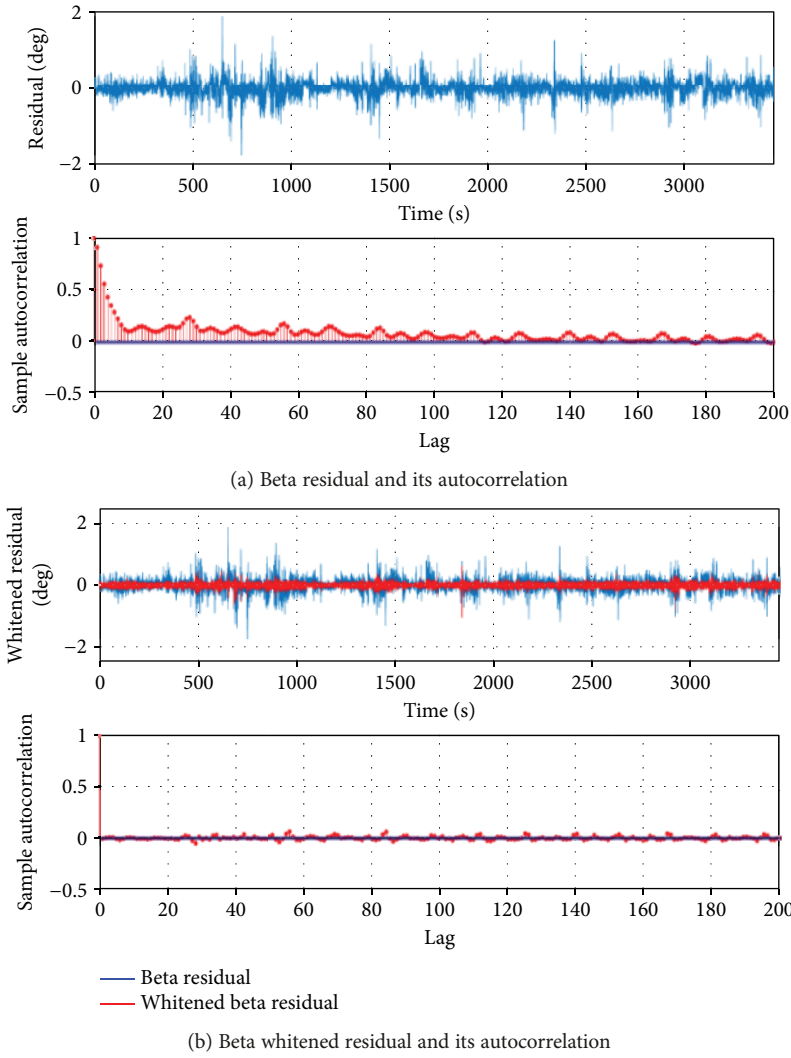 Residual (deg)
2
0
−2
0 500 1000 1500 2000 2500 3000
Time (s)
Sample autocorrelation
1
0.5
0
−0.5
0 20 40 60 80 100 120 140 160 180 200
Lag
(a) Beta residual and its autocorrelation
Whitened residual
(deg)
2
0
−2
0 500 1000 1500 2000 2500 3000
Time (s)
Sample autocorrelation
1
0.5
0
−0.5
0 20 40 60 80 100 120 140 160 180 200
Lag
Beta residual
Whitened beta residual
(b) Beta whitened residual and its autocorrelation